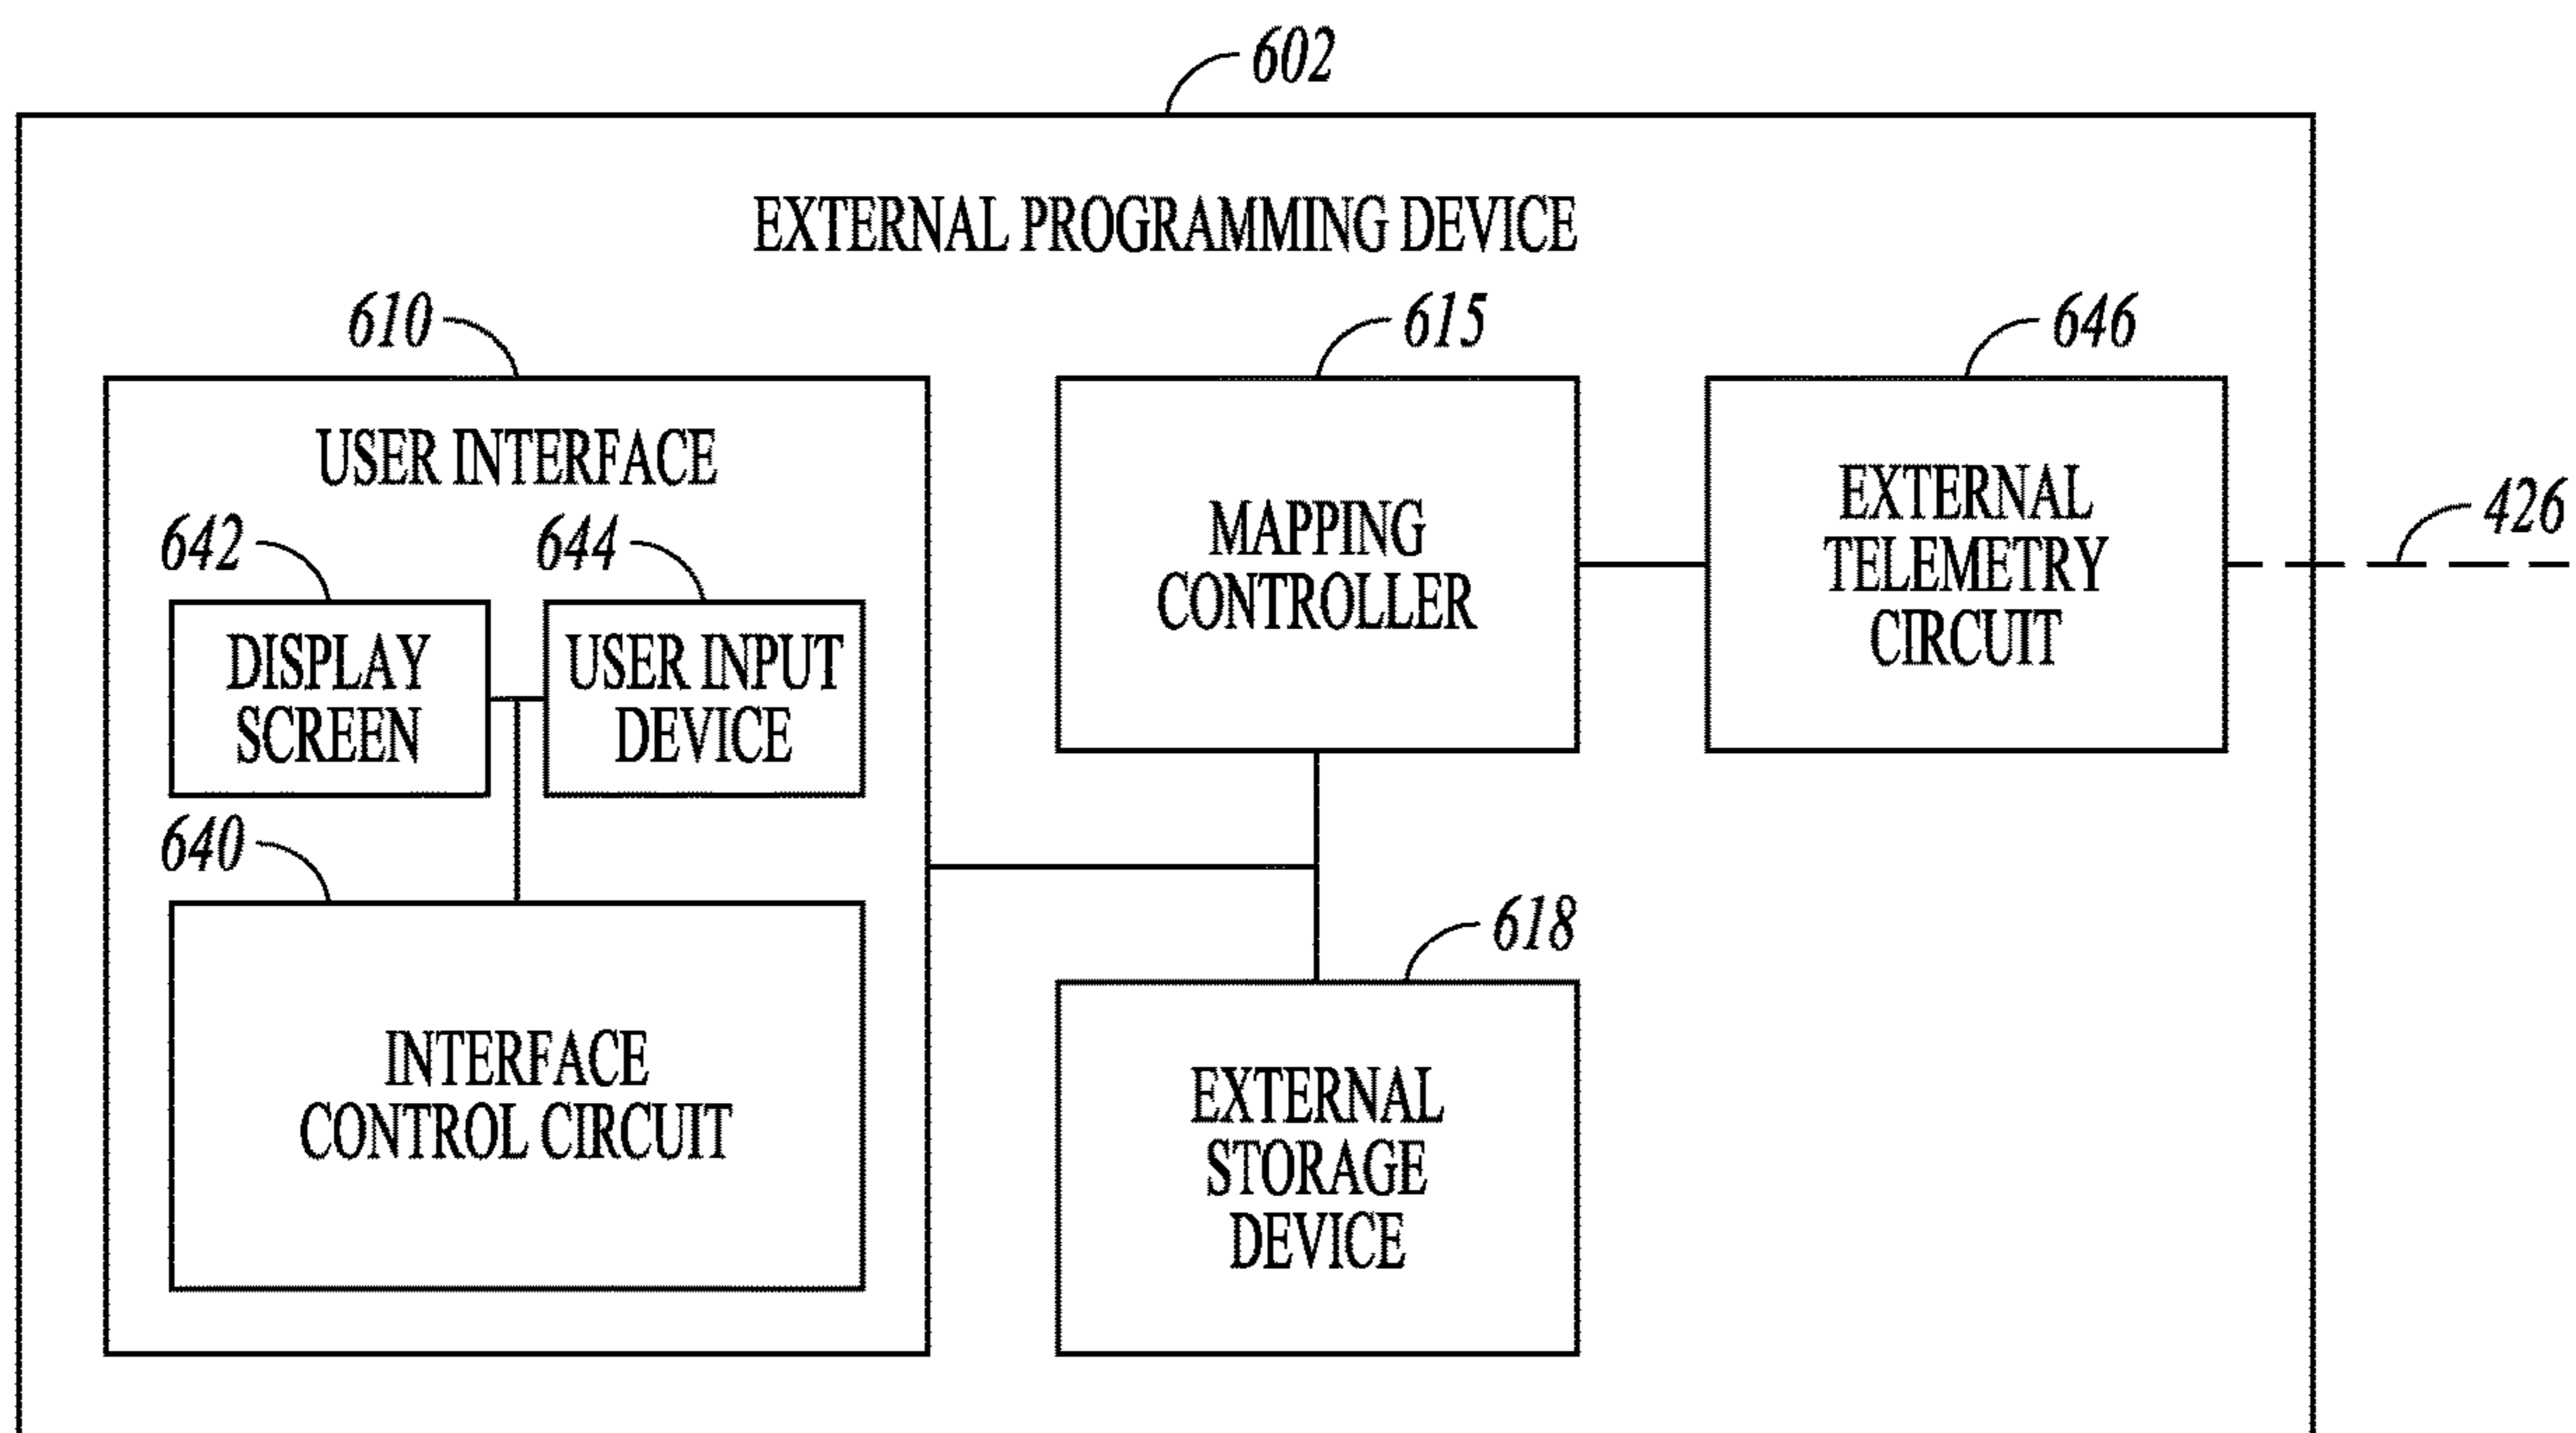 602
EXTERNAL PROGRAMMING DEVICE
610
615
646
USER INTERFACE
642
644
DISPLAY
SCREEN
USER INPUT
DEVICE
640
INTERFACE
CONTROL CIRCUIT
MAPPING
CONTROLLER
EXTERNAL
TELEMETRY
CIRCUIT
426
618
EXTERNAL
STORAGE
DEVICE